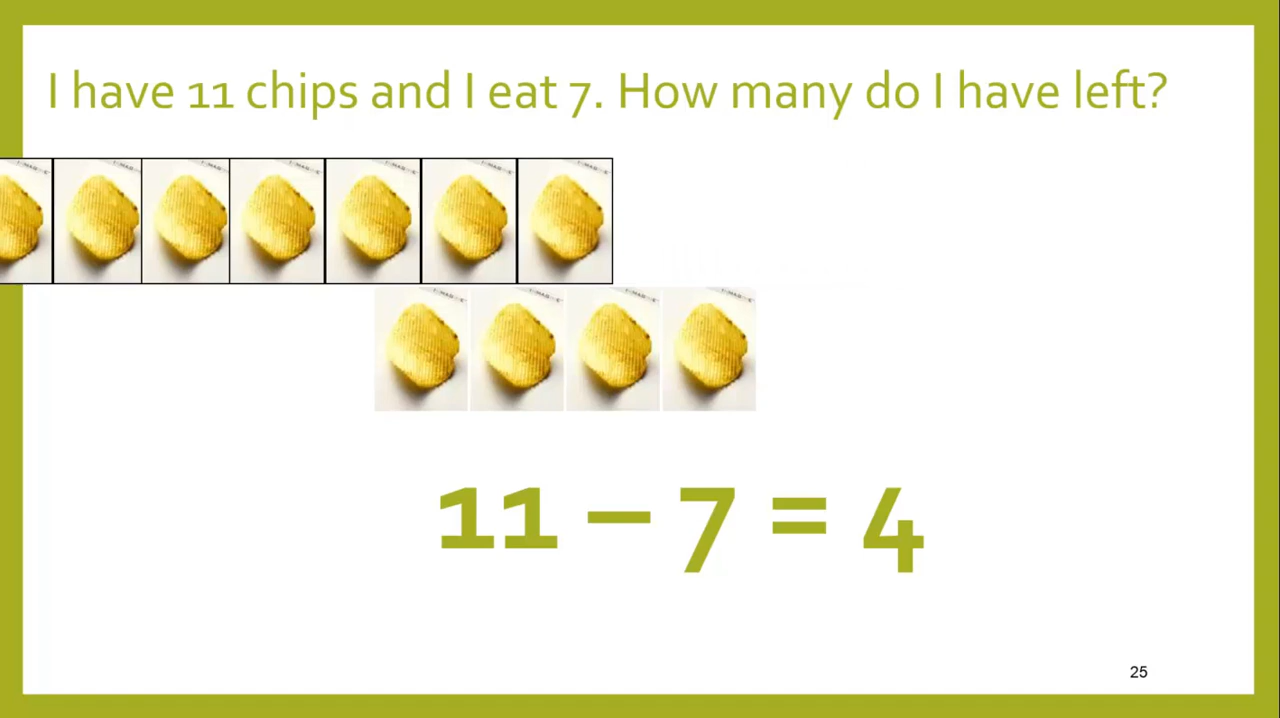 I have 11 chips and I eat 7. How many do I have left?
11 – 7 = 4
25